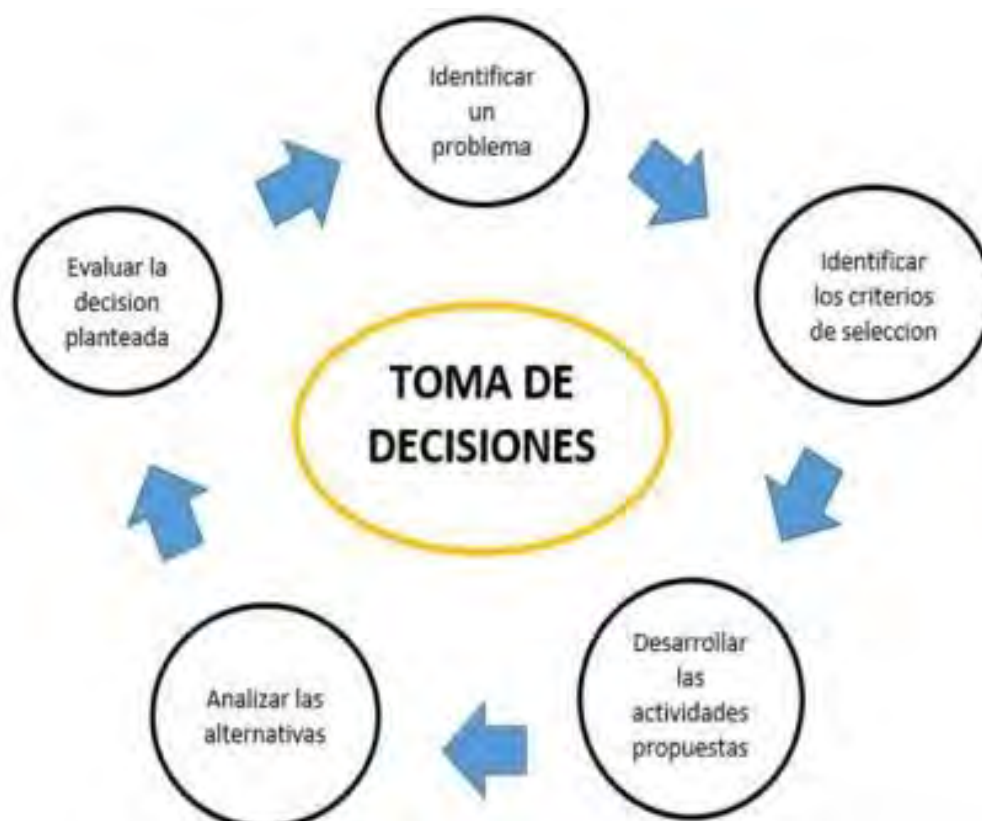 Identificar
un
problema
Identificar
los criterios
de seleccion
Desarrollar
las
actividades
propuestas
Analizar las
alternativas
Evaluar la
decision
planteada
TOMA DE
DECISIONES